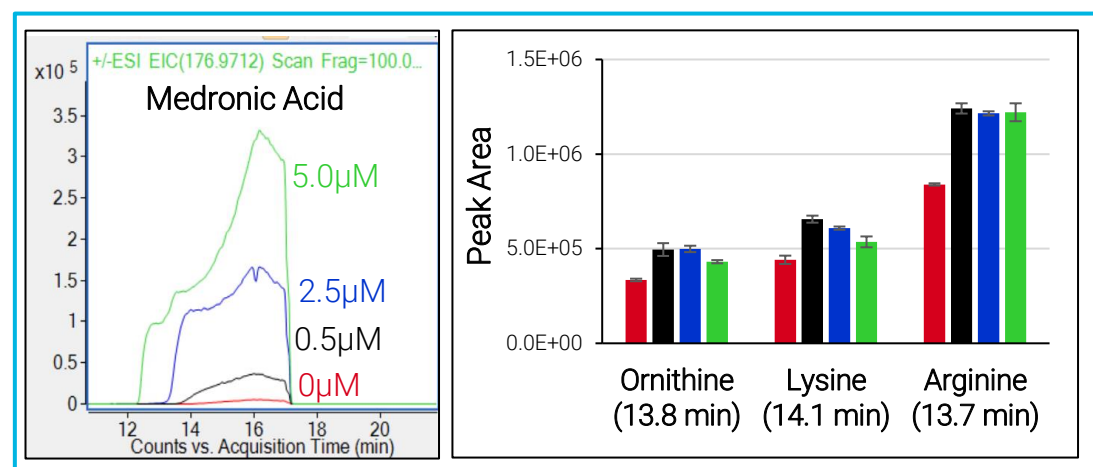 +/-ESI EIC(176.9712) Scan Frag=100.0...
x10 5
Medronic Acid
3.5
3
2.5
2
1.5
1
0.5
0
5.0µM
2.5µM
0.5µM
0µM
12 14 16 18 20
Counts vs. Acquisition Time (min)
Peak Area
1.5E+06
1.0E+06
5.0E+05
0.0E+00
Ornithine
(13.8 min)
Lysine
(14.1 min)
Arginine
(13.7 min)